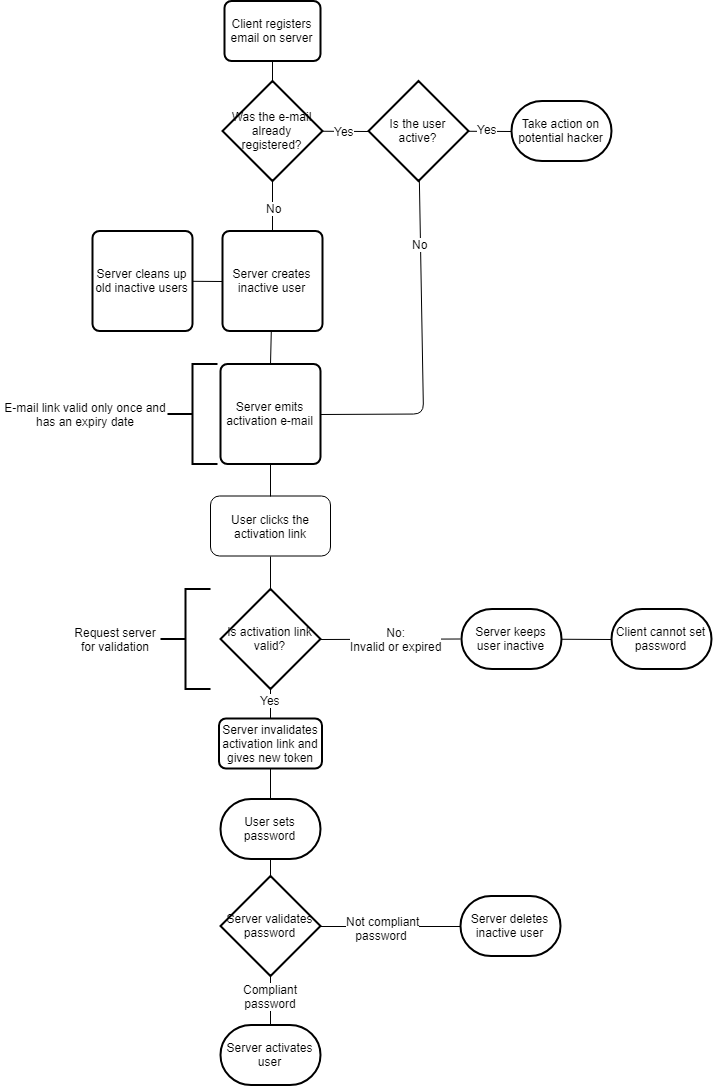 Client registers
email on server
Was the e-mail
already
registered?
Yes
Is the user
active?
Yes
Take action on
potential hacker
No
No
Server cleans up
old inactive users
Server creates
inactive user
E-mail link valid only once and
has an expiry date
Server emits
activation e-mail
User clicks the
activation link
Request server
for validation
Is activation link
valid?
No:
Invalid or expired
Server keeps
user inactive
Client cannot set
password
Yes
Server invalidates
activation link and
gives new token
User sets
password
Server validates
password
Not compliant
password
Server deletes
inactive user
Compliant
password
Server activates
user